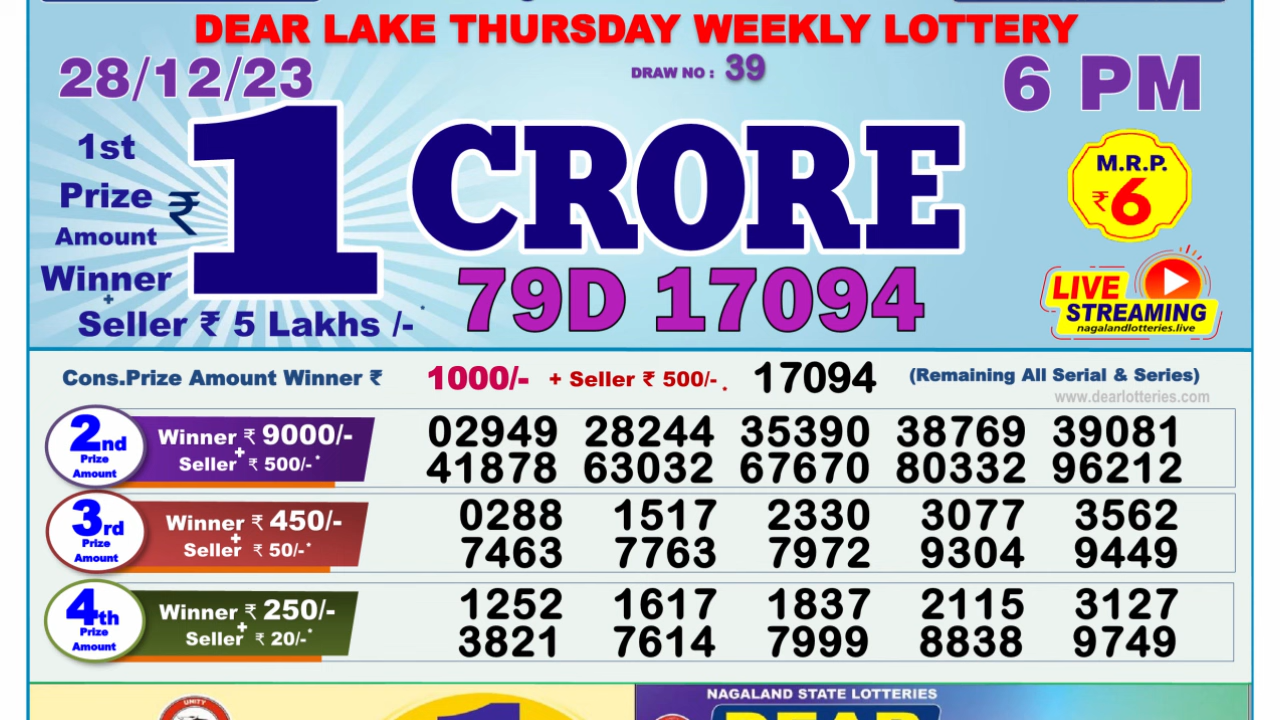 DEAR LAKE THURSDAY WEEKLY LOTTERY
28/12/23
DRAW NO : 39
6 PM
1st
Prize
Amount
Winner
+
Seller ₹ 5 Lakhs /-*
₹ 1 CRORE
79D 17094
M.R.P.
₹6
LIVE
STREAMING
nagalandlotteries.live
Cons.Prize Amount Winner ₹ 1000/- + Seller ₹ 500/- . 17094 (Remaining All Serial & Series)
www.dearlotteries.com
2nd
Prize
Amount
Winner ₹ 9000/-
+
Seller ₹ 500/-*
02949 28244 35390 38769 39081
41878 63032 67670 80332 96212
3rd
Prize
Amount
Winner ₹ 450/-
+
Seller ₹ 50/-*
0288 1517 2330 3077 3562
7463 7763 7972 9304 9449
4th
Prize
Amount
Winner ₹ 250/-
+
Seller ₹ 20/-*
1252 1617 1837 2115 3127
3821 7614 7999 8838 9749
UNITY
1
NAGALAND STATE LOTTERIES
DEAR